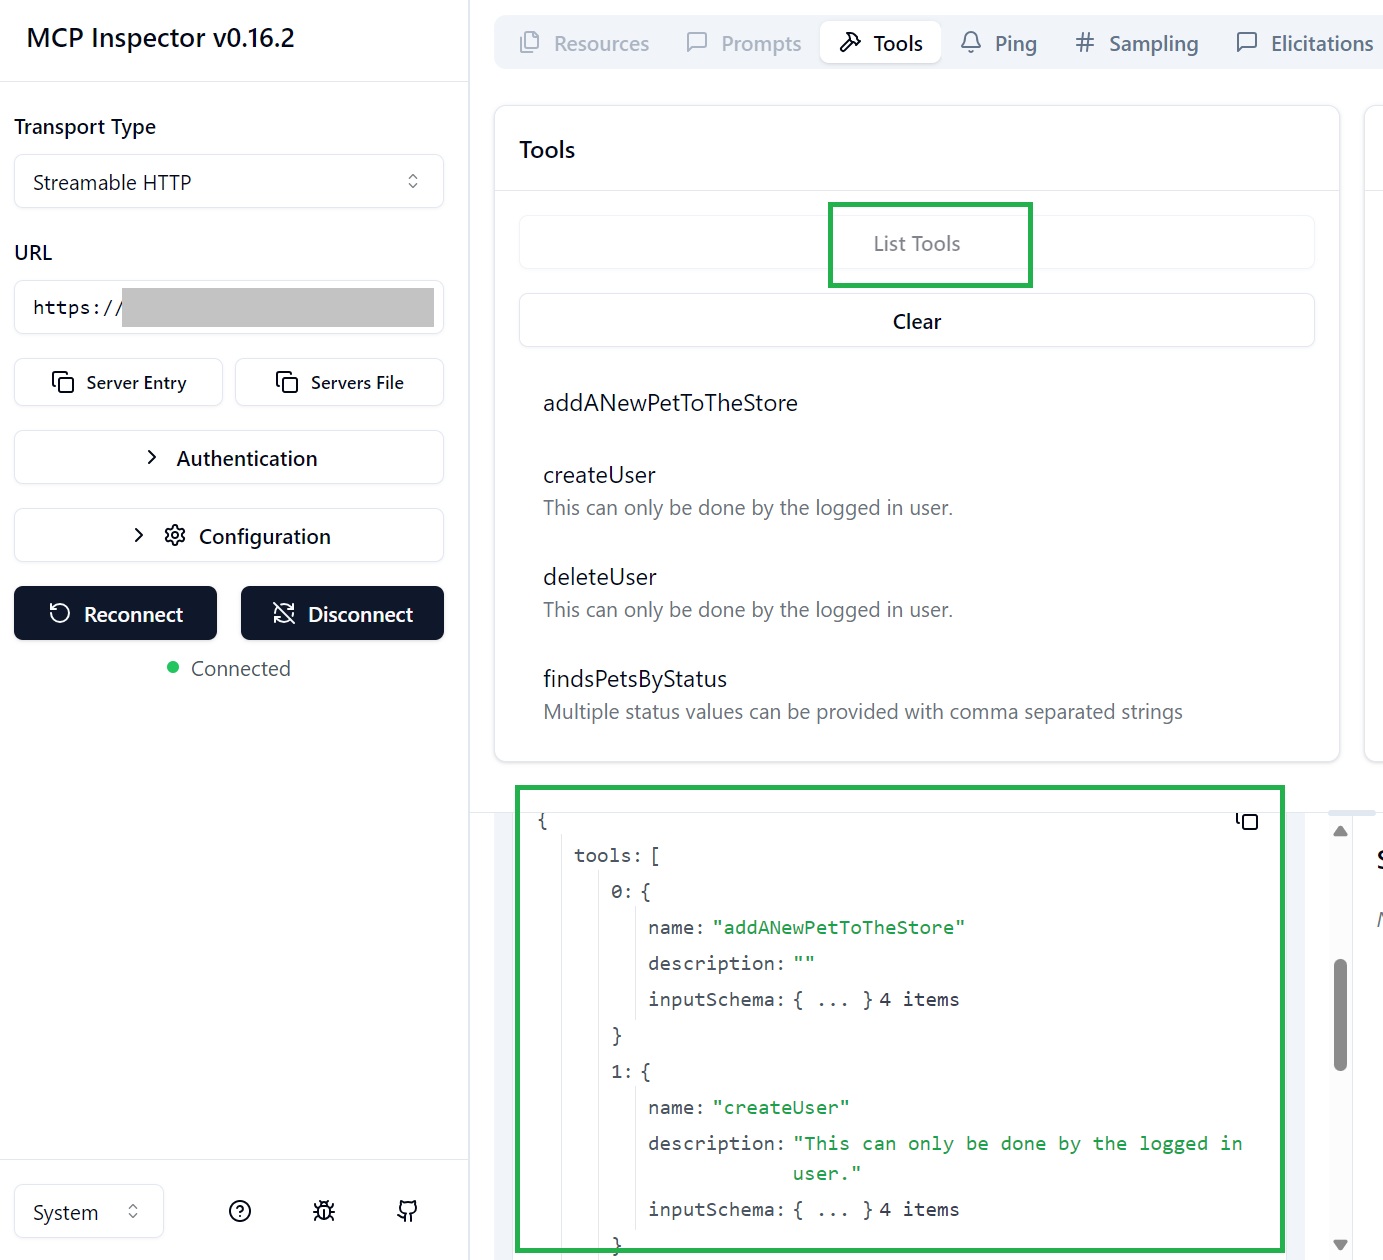 MCP Inspector v0.16.2
Transport Type
Streamable HTTP
URL
https://
Server Entry
Servers File
Authentication
Configuration
Reconnect
Disconnect
Connected
System
Resources
Prompts
Tools
Ping
Sampling
Elicitations
Tools
List Tools
Clear
addANewPetToTheStore
createUser
This can only be done by the logged in user.
deleteUser
This can only be done by the logged in user.
findsPetsByStatus
Multiple status values can be provided with comma separated strings
{
tools: [
0: {
name: "addANewPetToTheStore"
description: ""
inputSchema: { ... } 4 items
}
1: {
name: "createUser"
description: "This can only be done by the logged in
user."
inputSchema: { ... } 4 items
}